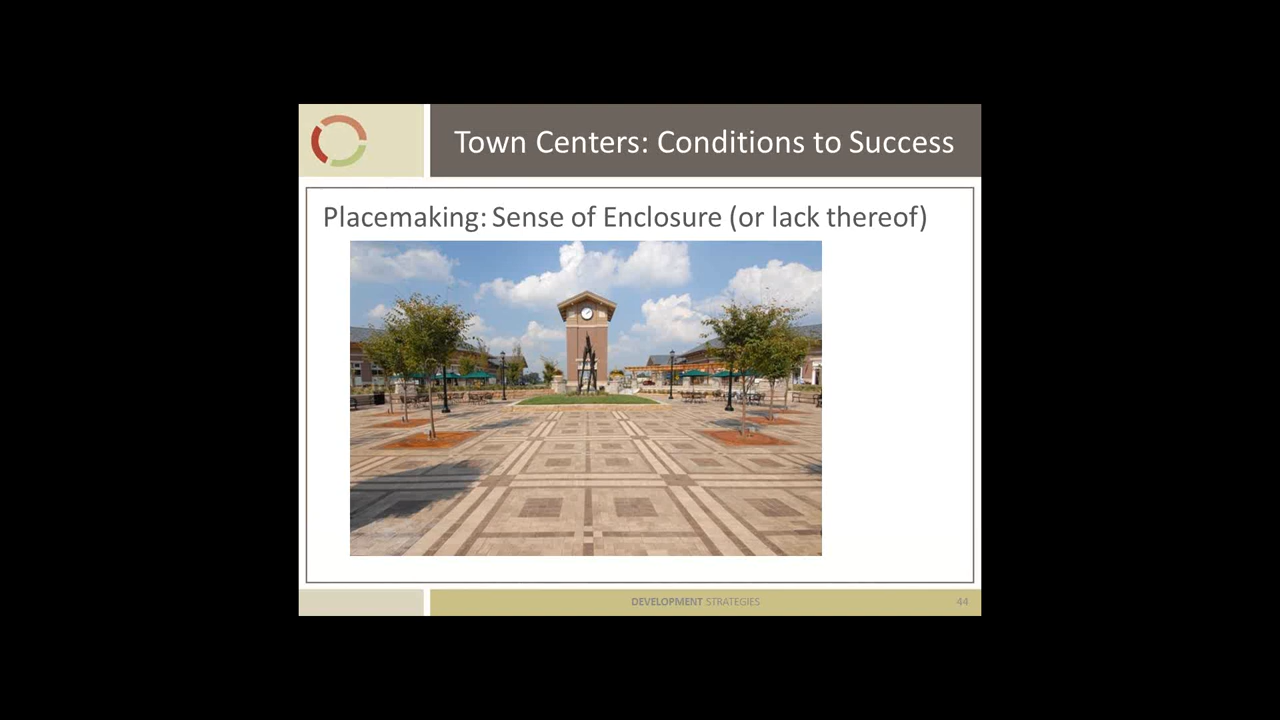 Town Centers: Conditions to Success
Placemaking: Sense of Enclosure (or lack thereof)
DEVELOPMENT STRATEGIES
44